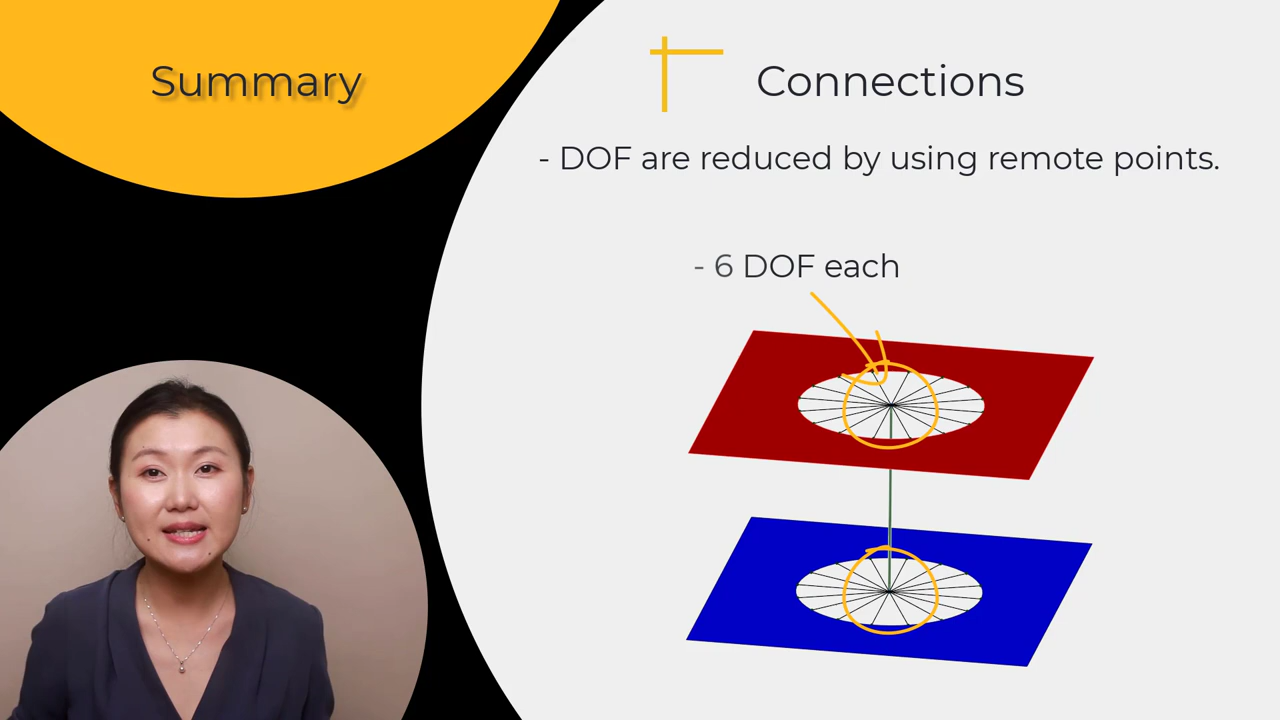 Summary
Connections
- DOF are reduced by using remote points.
- 6 DOF each